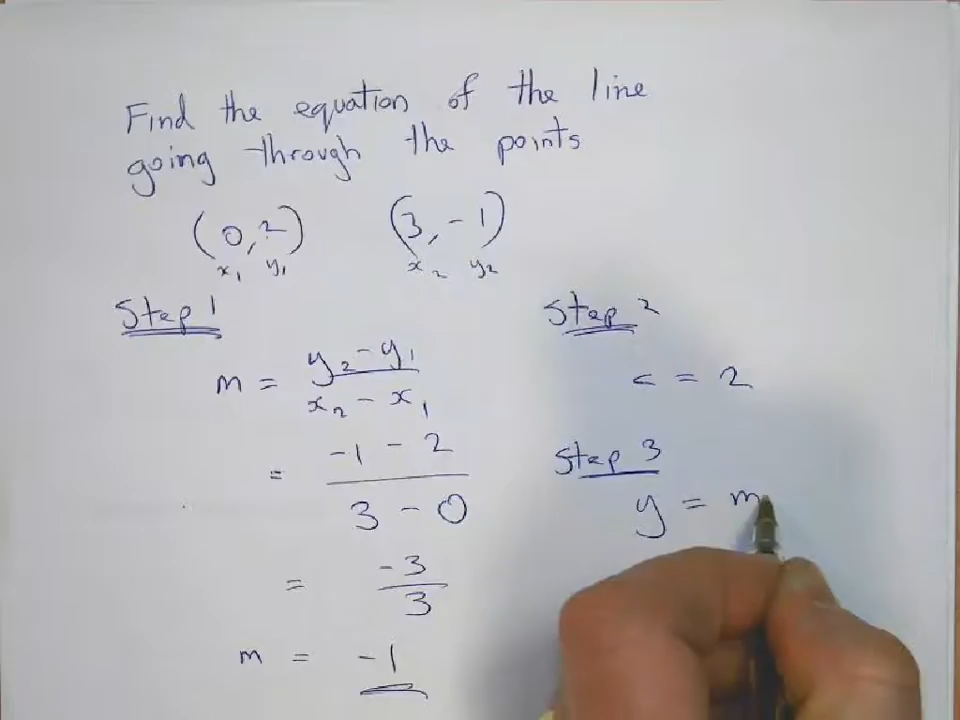 Find the equation of the line
going through the points
(0, 2) (3, -1)
x₁ y₁ x₂ y₂
Step 1
m = y₂ - y₁ / x₂ - x₁
= -1 - 2 / 3 - 0
= -3 / 3
m = -1
Step 2
c = 2
Step 3
y = m